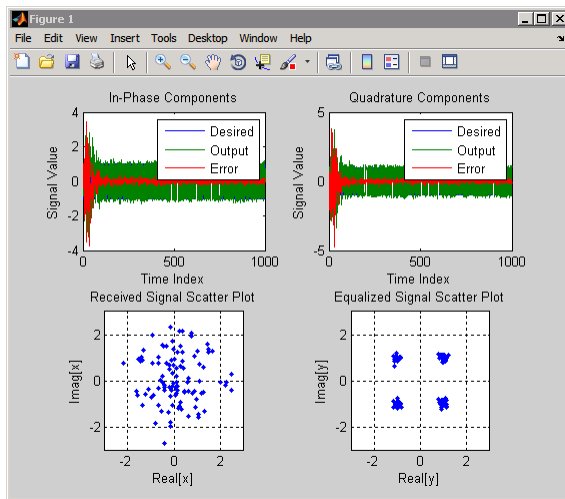 Figure 1
File Edit View Insert Tools Desktop Window Help
In-Phase Components
4
2
0
-2
-4
Signal Value
Desired
Output
Error
0 500 1000
Time Index
Quadrature Components
5
0
-5
Signal Value
Desired
Output
Error
0 500 1000
Time Index
Received Signal Scatter Plot
2
0
-2
Imag[x]
-2 0 2
Real[x]
Equalized Signal Scatter Plot
2
0
-2
Imag[y]
-2 0 2
Real[y]